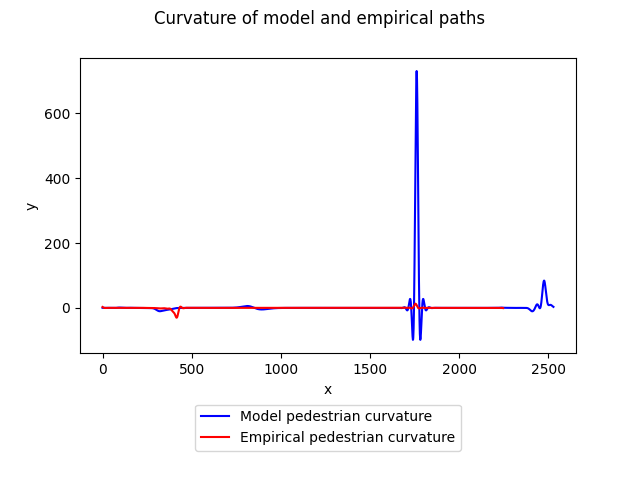 Curvature of model and empirical paths
600
400
200
0
y
0 500 1000 1500 2000 2500
x
Model pedestrian curvature
Empirical pedestrian curvature